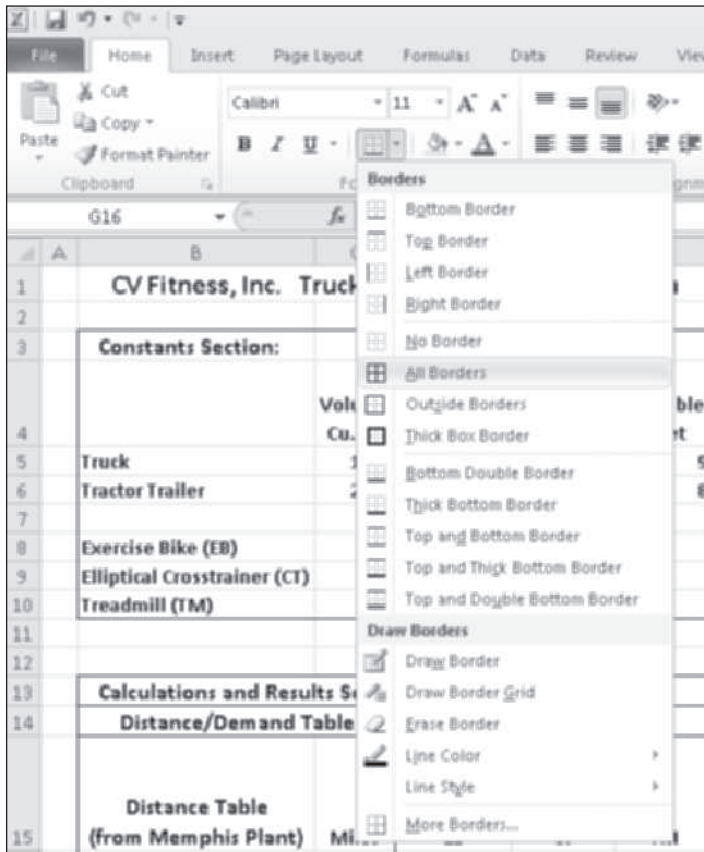 File Home Insert Page Layout Formulas Data Review View
Cut
Calibri 11 A A
Copy
Paste
Format Painter
B I U A
Clipboard
Borders
G16 fx
Bottom Border
Top Border
Left Border
Right Border
No Border
All Borders
Outside Borders
Thick Box Border
Bottom Double Border
Thick Bottom Border
Top and Bottom Border
Top and Thick Bottom Border
Top and Double Bottom Border
Draw Borders
Draw Border
Draw Border Grid
Erase Border
Line Color
Line Style
More Borders...
A B
1 CV Fitness, Inc. Truck
2
3 Constants Section:
4 Cu.
5 Truck
6 Tractor Trailer
7
8 Exercise Bike (EB)
9 Elliptical Crosstrainer (CT)
10 Treadmill (TM)
11
12
13 Calculations and Results
14 Distance/Demand Table
Distance Table
15 (from Memphis Plant)